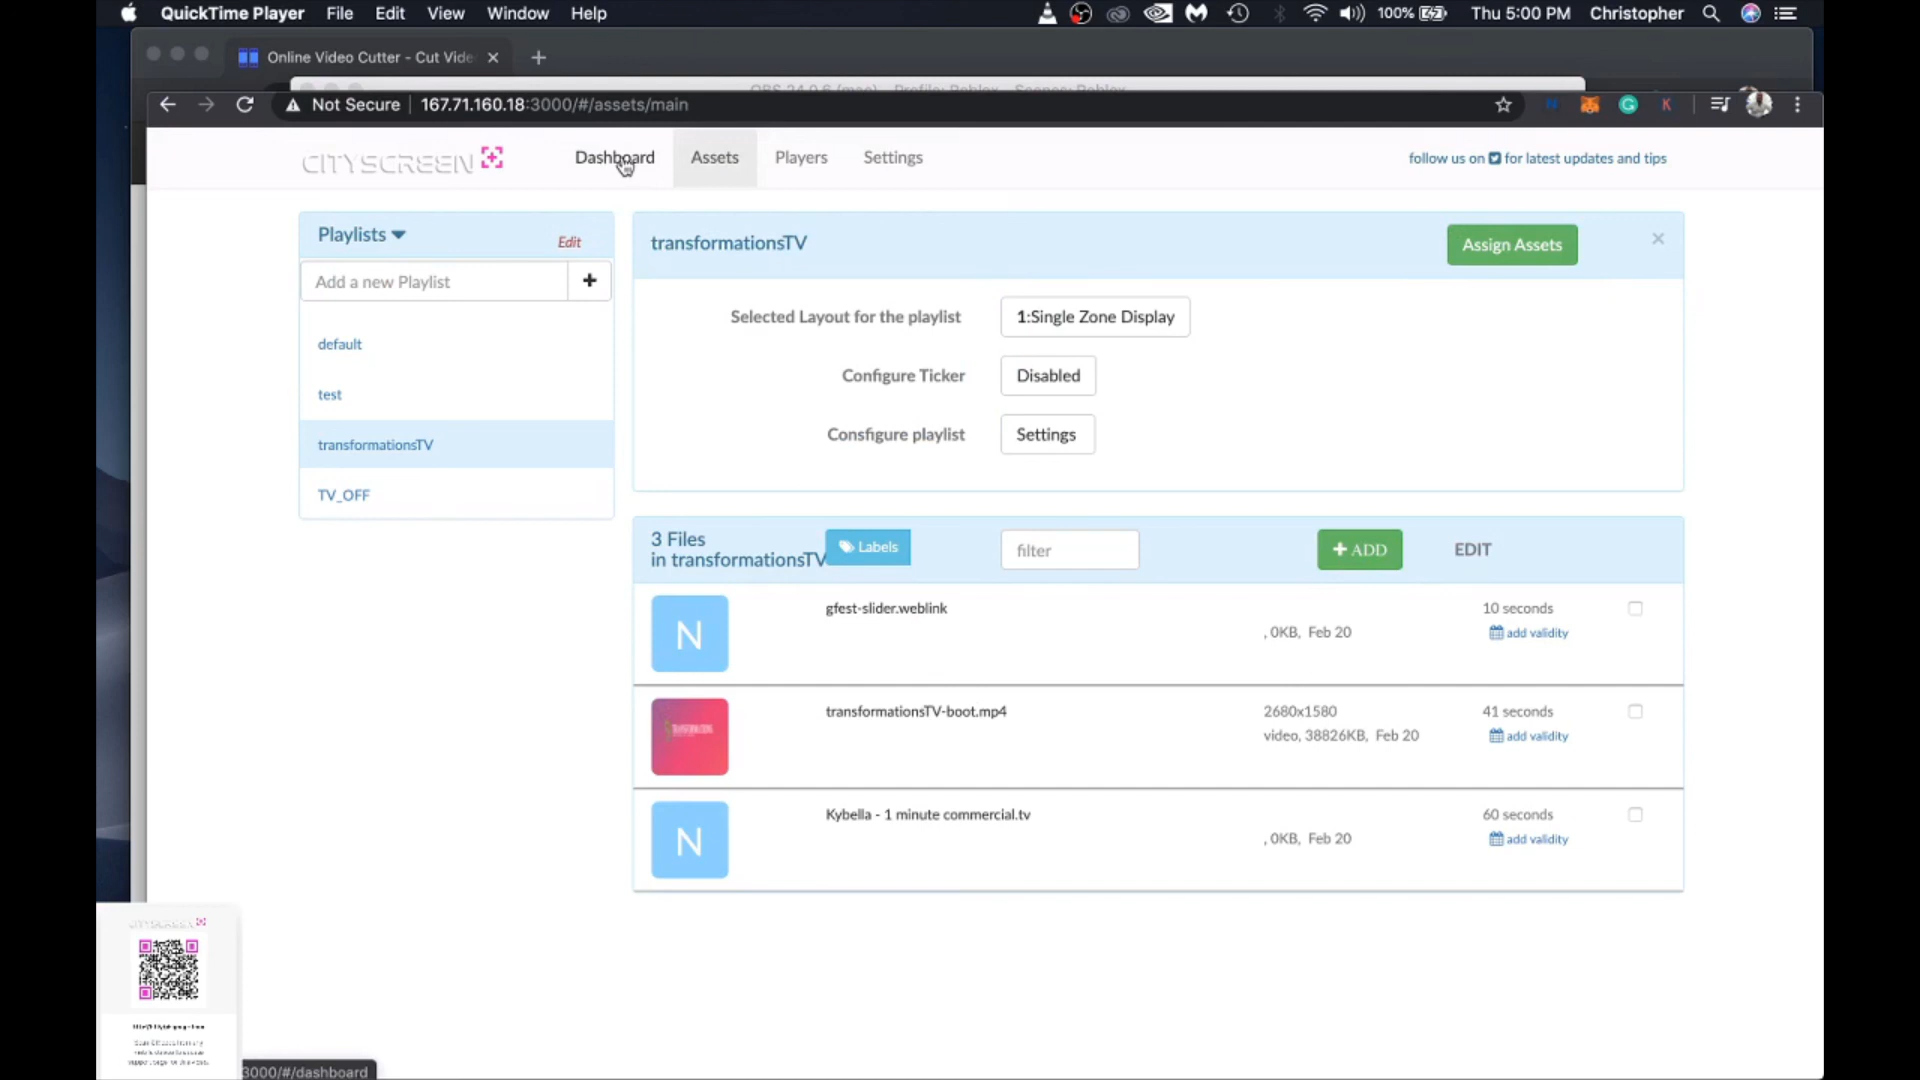 QuickTime Player File Edit View Window Help 100% Thu 5:00 PM Christopher
Online Video Cutter - Cut Vide
Not Secure 167.71.160.18:3000/#/assets/main
CITYSCREEN Dashboard Assets Players Settings follow us on for latest updates and tips
Playlists Edit
Add a new Playlist +
default
test
transformationsTV
TV_OFF
transformationsTV Assign Assets ×
Selected Layout for the playlist 1:Single Zone Display
Configure Ticker Disabled
Consfigure playlist Settings
3 Files
in transformationsTV Labels filter + ADD EDIT
N gfest-slider.weblink 10 seconds
, 0KB, Feb 20 add validity
transformationsTV-boot.mp4 2680x1580 41 seconds
video, 38826KB, Feb 20 add validity
N Kybella - 1 minute commercial.tv 60 seconds
, 0KB, Feb 20 add validity
3000/#/dashboard